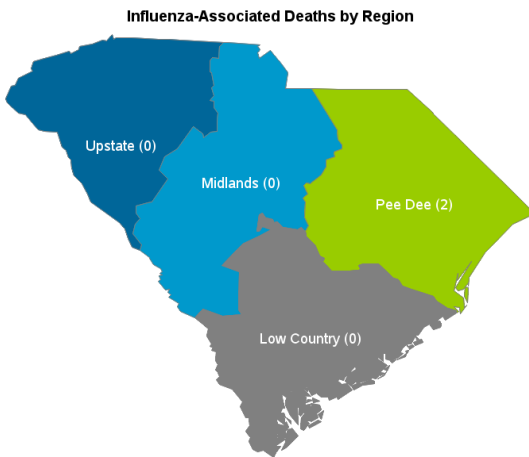 Influenza-Associated Deaths by Region
Upstate (0)
Midlands (0)
Pee Dee (2)
Low Country (0)